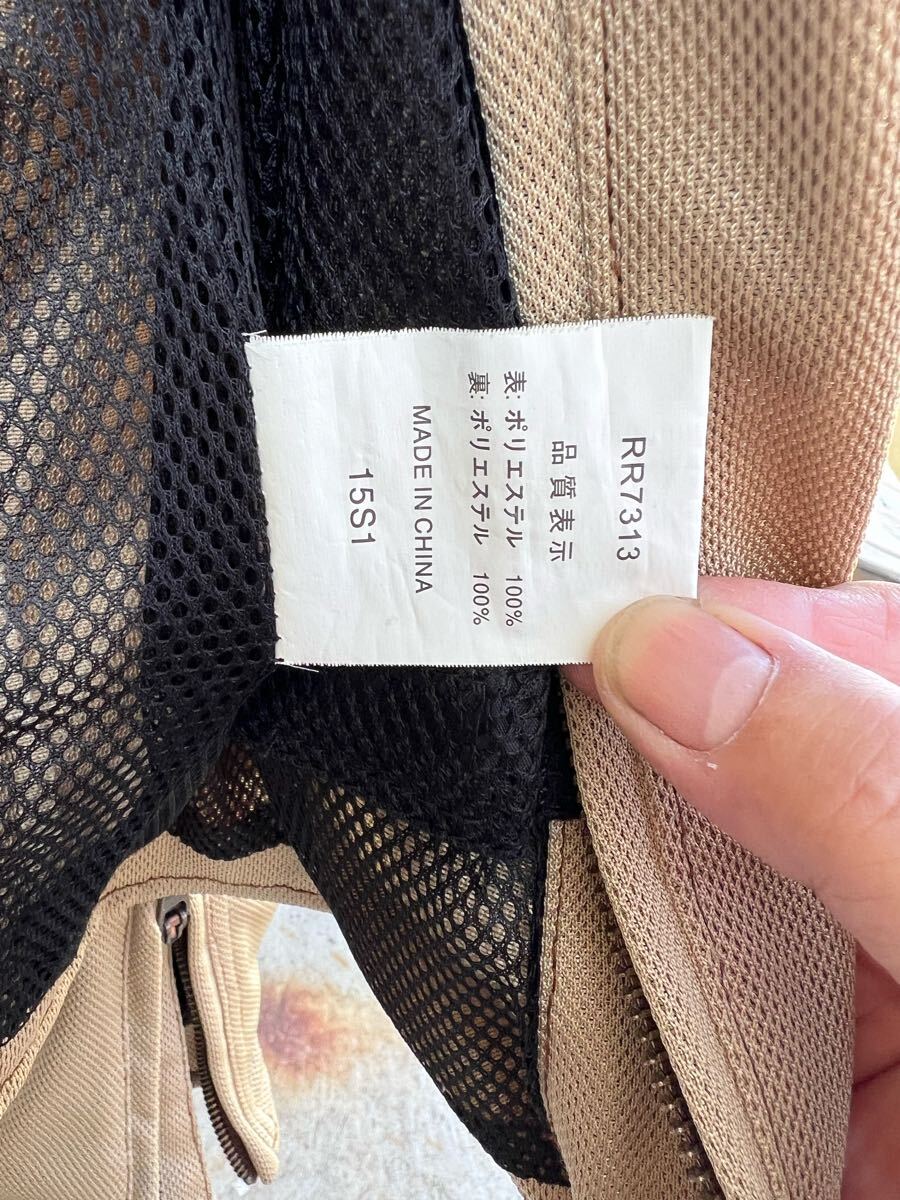 RR7313
品質表示
表: ポリエステル 100%
裏: ポリエステル 100%
MADE IN CHINA
15S1